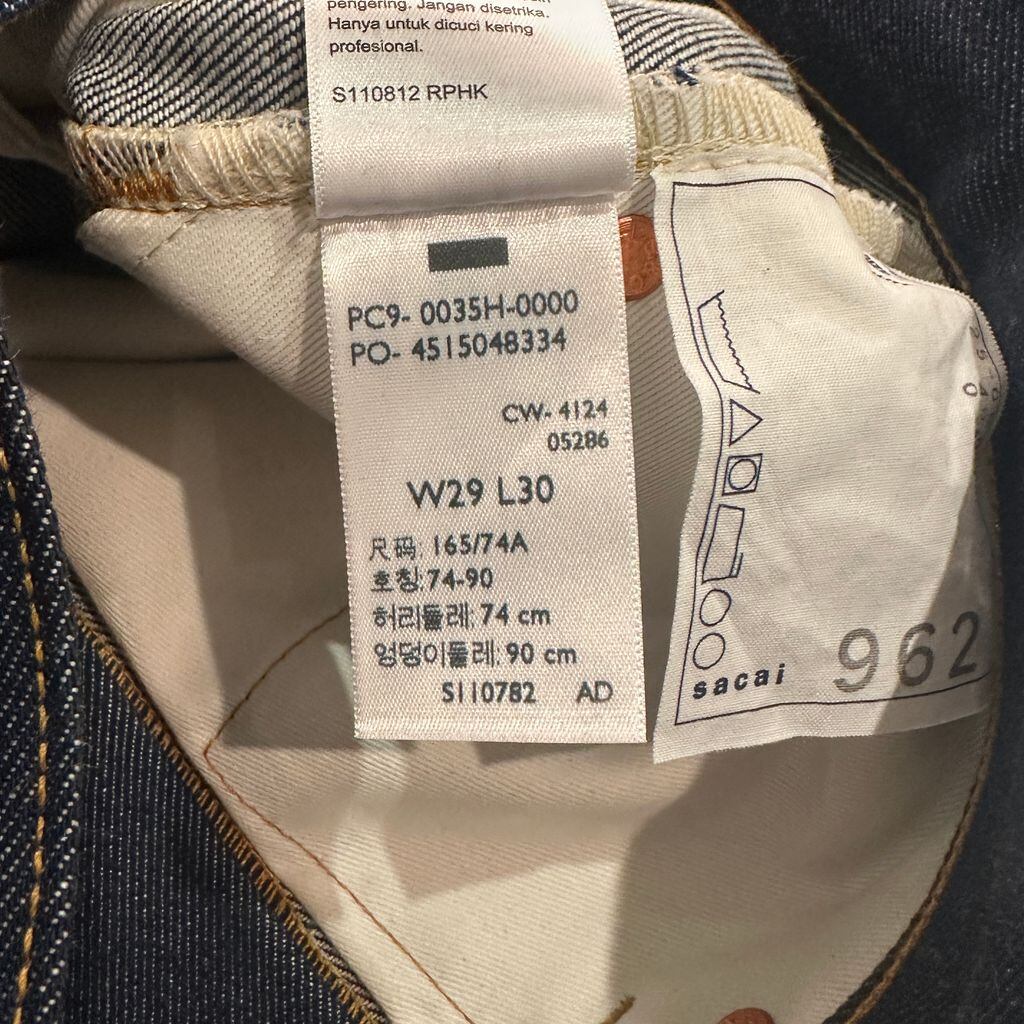 pengering. Jangan disetrika.
Hanya untuk dicuci kering
profesional.
S110812 RPHK
PC9- 0035H-0000
PO- 4515048334
CW- 4124
05286
W29 L30
尺码: 165/74A
호칭: 74-90
허리둘레: 74 cm
엉덩이둘레: 90 cm
S110782 AD
sacai 962